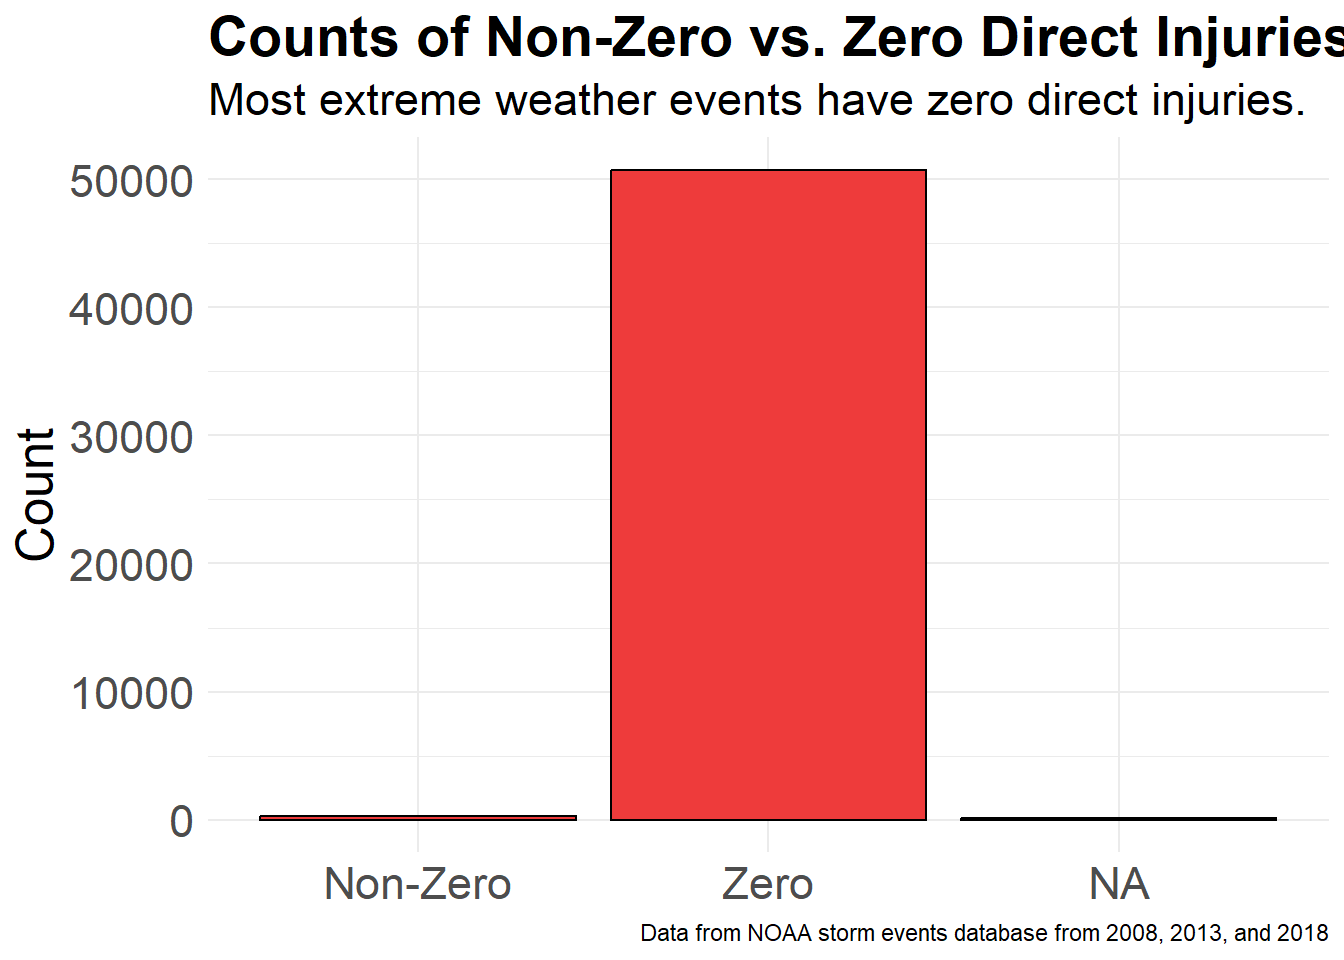 Counts of Non-Zero vs. Zero Direct Injuries
Most extreme weather events have zero direct injuries.
50000
40000
30000
20000
10000
0
Count
Non-Zero
Zero
NA
Data from NOAA storm events database from 2008, 2013, and 2018